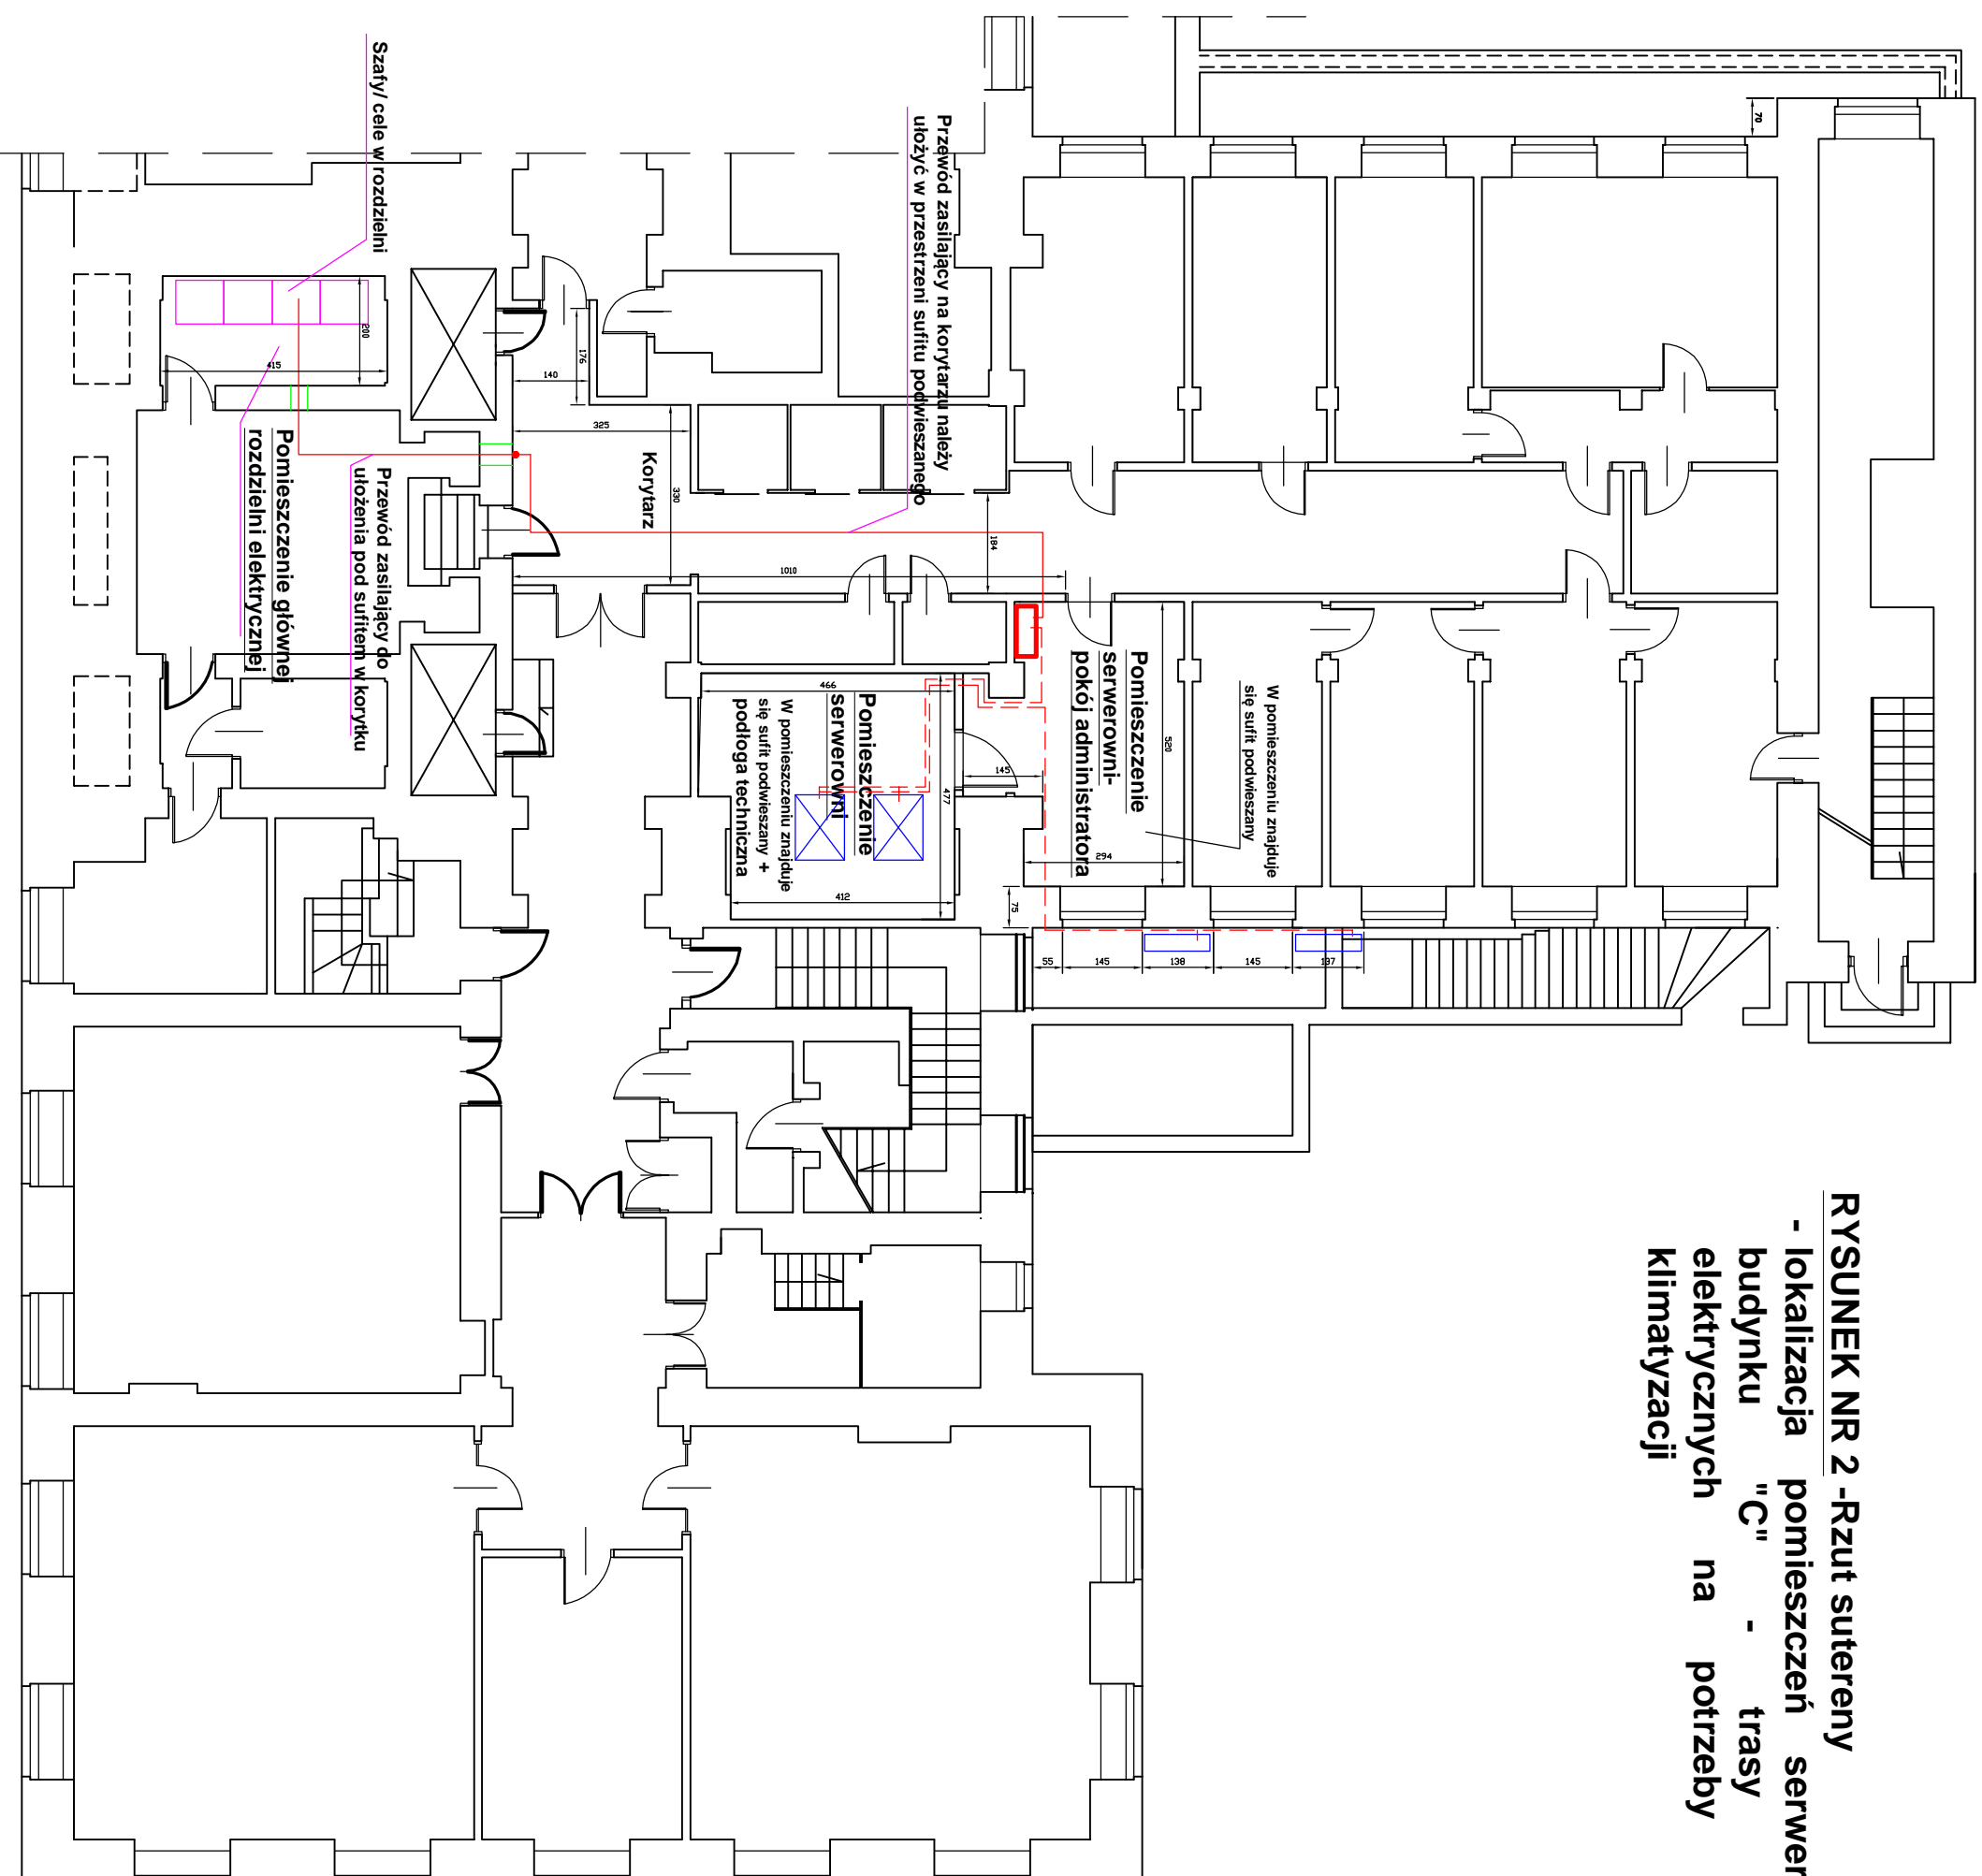 RYSUNEK NR 2 -Rzut sutereny
- lokalizacja pomieszczeń serwer
budynku "C" - trasy
elektrycznych na potrzeby
klimatyzacji
Szafy/ cele w rozdzielni
Przewód zasilający na korytarzu należy
ułożyć w przestrzeni sufitu podwieszanego
Korytarz
Przewód zasilający do
ułożenia pod sufitem w korytku
Pomieszczenie głównej
rozdzielni elektrycznej
W pomieszczeniu znajduje
się sufit podwieszany
Pomieszczenie
serwerowni-
pokój administratora
Pomieszczenie
serwerowni
W pomieszczeniu znajduje
się sufit podwieszany +
podłoga techniczna
70
200
415
176
140
325
330
184
1010
520
466
477
145
294
412
75
55
145
138
145
137